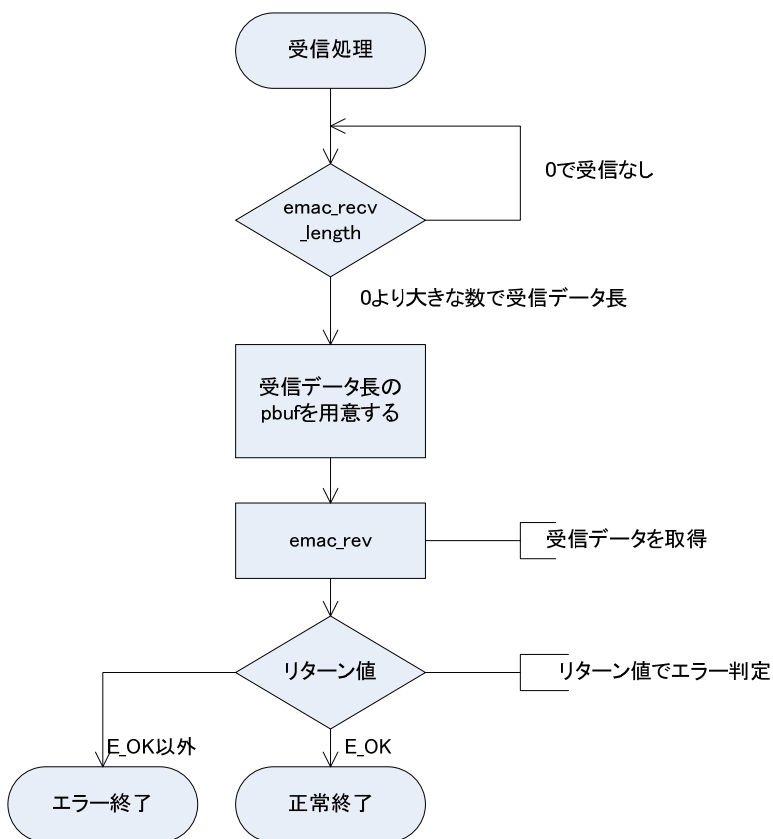 受信処理
0で受信なし
emac_recv
_length
0より大きな数で受信データ長
受信データ長の
pbufを用意する
emac_rev
受信データを取得
リターン値
リターン値でエラー判定
E_OK以外
E_OK
エラー終了
正常終了